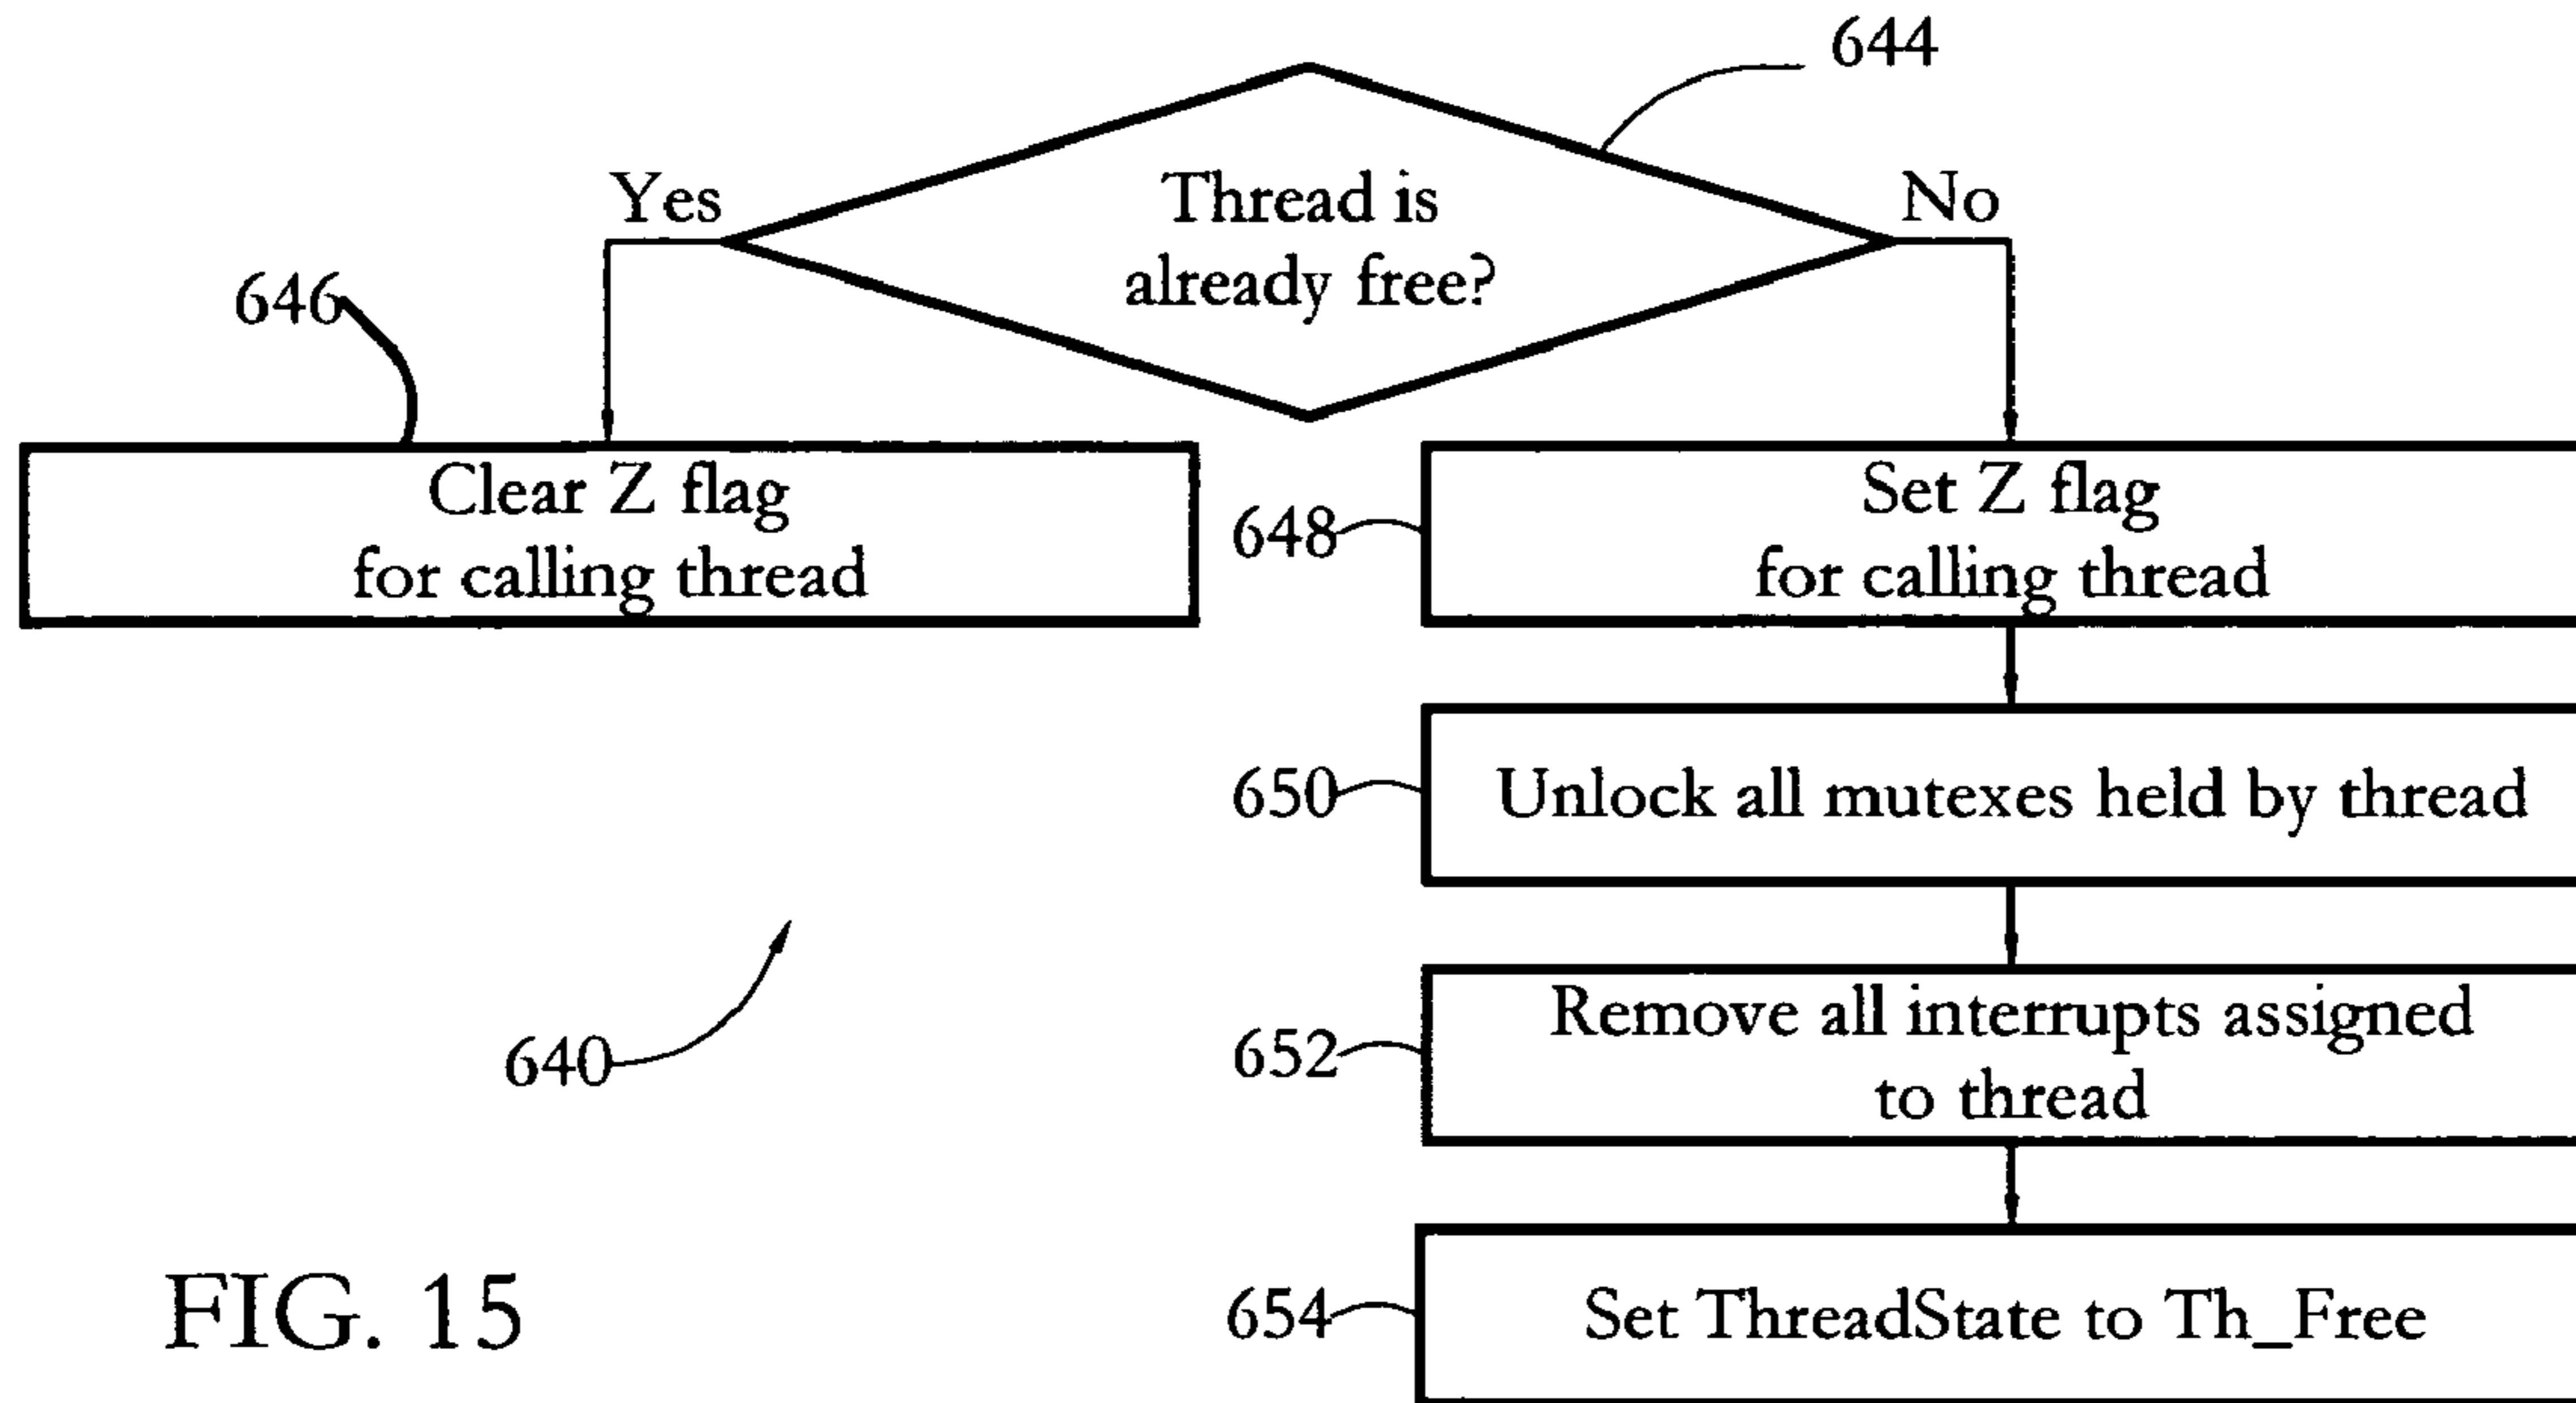 644
Yes
Thread is
already free?
No
646
Clear Z flag
for calling thread
648
Set Z flag
for calling thread
650
Unlock all mutexes held by thread
652
Remove all interrupts assigned
to thread
640
654
Set ThreadState to Th_Free
FIG. 15